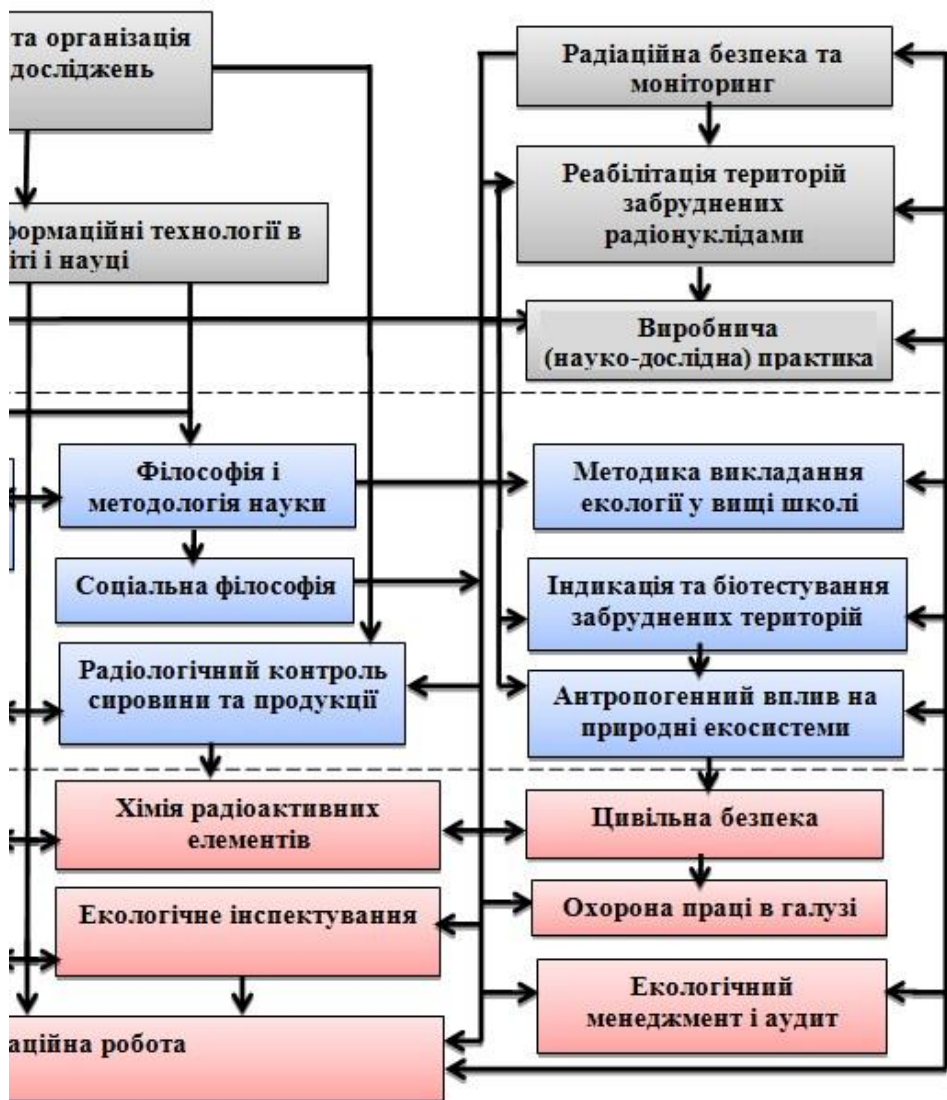 та організація
досліджень
формаційні технології в
іті і науці
Філософія і
методологія науки
Соціальна філософія
Радіологічний контроль
сировини та продукції
Хімія радіоактивних
елементів
Екологічне інспектування
аційна робота
Радіаційна безпека та
моніторинг
Реабілітація територій
забруднених
радіонуклідами
Виробнича
(науко-дослідна) практика
Методика викладання
екології у вищі школі
Індикація та біотестування
забруднених територій
Антропогенний вплив на
природні екосистеми
Цивільна безпека
Охорона праці в галузі
Екологічний
менеджмент і аудит